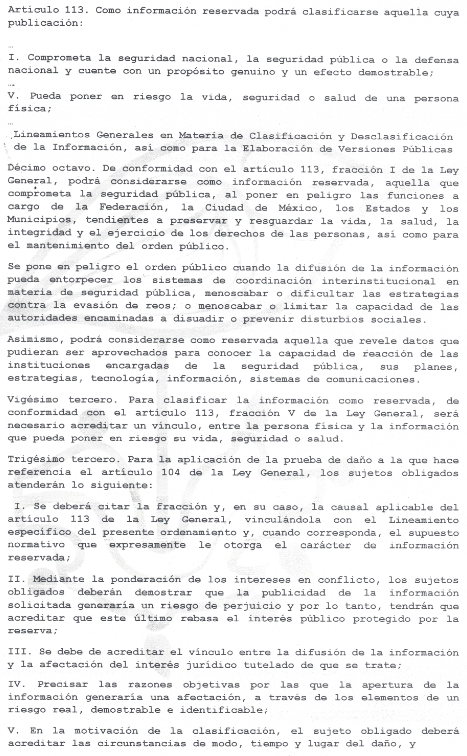 Artículo 113. Como información reservada podrá clasificarse aquella cuya
publicación:
…
I. Comprometa la seguridad nacional, la seguridad pública o la defensa
nacional y cuente con un propósito genuino y un efecto demostrable;
…
V. Pueda poner en riesgo la vida, seguridad o salud de una persona
física;
…
Lineamientos Generales en Materia de Clasificación y Desclasificación
de la Información, así como para la Elaboración de Versiones Públicas
Décimo octavo. De conformidad con el artículo 113, fracción I de la Ley
General, podrá considerarse como información reservada, aquella que
comprometa la seguridad pública, al poner en peligro las funciones a
cargo de la Federación, la Ciudad de México, los Estados y los
Municipios, tendientes a preservar y resguardar la vida, la salud, la
integridad y el ejercicio de los derechos de las personas, así como para
el mantenimiento del orden público.
Se pone en peligro el orden público cuando la difusión de la información
pueda entorpecer los sistemas de coordinación interinstitucional en
materia de seguridad pública, menoscabar o dificultar las estrategias
contra la evasión de reos; o menoscabar o limitar la capacidad de las
autoridades encaminadas a disuadir o prevenir disturbios sociales.
Asimismo, podrá considerarse como reservada aquella que revele datos que
pudieran ser aprovechados para conocer la capacidad de reacción de las
instituciones encargadas de la seguridad pública, sus planes,
estrategias, tecnología, información, sistemas de comunicaciones.
Vigésimo tercero. Para clasificar la información como reservada, de
conformidad con el artículo 113, fracción V de la Ley General, será
necesario acreditar un vínculo, entre la persona física y la información
que pueda poner en riesgo su vida, seguridad o salud.
Trigésimo tercero. Para la aplicación de la prueba de daño a la que hace
referencia el artículo 104 de la Ley General, los sujetos obligados
atenderán lo siguiente:
I. Se deberá citar la fracción y, en su caso, la causal aplicable del
artículo 113 de la Ley General, vinculándola con el Lineamiento
específico del presente ordenamiento y, cuando corresponda, el supuesto
normativo que expresamente le otorga el carácter de información
reservada;
II. Mediante la ponderación de los intereses en conflicto, los sujetos
obligados deberán demostrar que la publicidad de la información
solicitada generaría un riesgo de perjuicio y por lo tanto, tendrán que
acreditar que este último rebasa el interés público protegido por la
reserva;
III. Se debe de acreditar el vínculo entre la difusión de la información
y la afectación del interés jurídico tutelado de que se trate;
IV. Precisar las razones objetivas por las que la apertura de la
información generaría una afectación, a través de los elementos de un
riesgo real, demostrable e identificable;
V. En la motivación de la clasificación, el sujeto obligado deberá
acreditar las circunstancias de modo, tiempo y lugar del daño, y